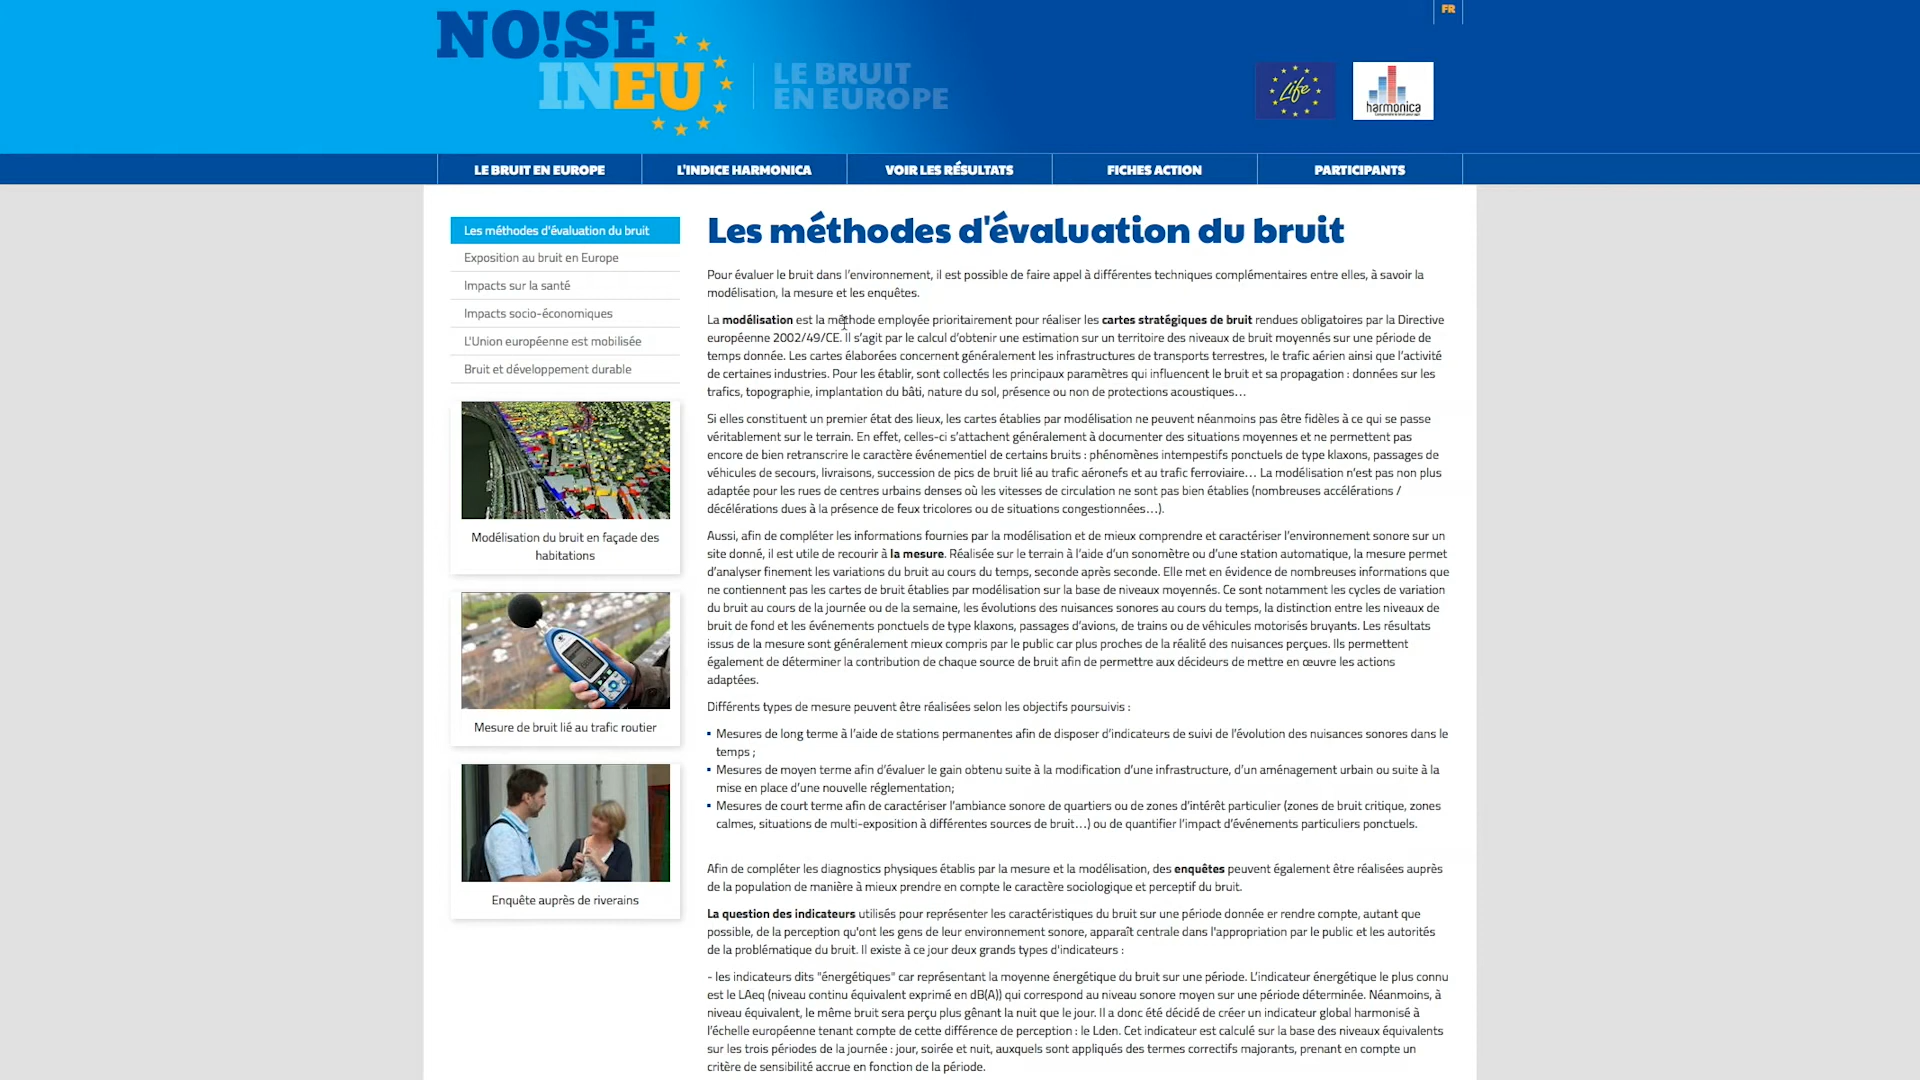 FR
NO!SE
INEU
LE BRUIT
EN EUROPE
Life
harmonica
LE BRUIT EN EUROPE
L'INDICE HARMONICA
VOIR LES RÉSULTATS
FICHES ACTION
PARTICIPANTS
Les méthodes d'évaluation du bruit
Exposition au bruit en Europe
Impacts sur la santé
Impacts socio-économiques
L'Union européenne est mobilisée
Bruit et développement durable
Modélisation du bruit en façade des
habitations
Mesure de bruit lié au trafic routier
Enquête auprès de riverains
Les méthodes d'évaluation du bruit
Pour évaluer le bruit dans l'environnement, il est possible de faire appel à différentes techniques complémentaires entre elles, à savoir la
modélisation, la mesure et les enquêtes.
La modélisation est la méthode employée prioritairement pour réaliser les cartes stratégiques de bruit rendues obligatoires par la Directive
européenne 2002/49/CE. Il s'agit par le calcul d'obtenir une estimation sur un territoire des niveaux de bruit moyennés sur une période de
temps donnée. Les cartes élaborées concernent généralement les infrastructures de transports terrestres, le trafic aérien ainsi que l'activité
de certaines industries. Pour les établir, sont collectés les principaux paramètres qui influencent le bruit et sa propagation : données sur les
trafics, topographie, implantation du bâti, nature du sol, présence ou non de protections acoustiques…
Si elles constituent un premier état des lieux, les cartes établies par modélisation ne peuvent néanmoins pas être fidèles à ce qui se passe
véritablement sur le terrain. En effet, celles-ci s'attachent généralement à documenter des situations moyennes et ne permettent pas
encore de bien retranscrire le caractère événementiel de certains bruits : phénomènes intempestifs ponctuels de type klaxons, passages de
véhicules de secours, livraisons, succession de pics de bruit lié au trafic aéronefs et au trafic ferroviaire… La modélisation n'est pas non plus
adaptée pour les rues de centres urbains denses où les vitesses de circulation ne sont pas bien établies (nombreuses accélérations /
décélérations dues à la présence de feux tricolores ou de situations congestionnées…).
Aussi, afin de compléter les informations fournies par la modélisation et de mieux comprendre et caractériser l'environnement sonore sur un
site donné, il est utile de recourir à la mesure. Réalisée sur le terrain à l'aide d'un sonomètre ou d'une station automatique, la mesure permet
d'analyser finement les variations du bruit au cours du temps, seconde après seconde. Elle met en évidence de nombreuses informations que
ne contiennent pas les cartes de bruit établies par modélisation sur la base de niveaux moyennés. Ce sont notamment les cycles de variation
du bruit au cours de la journée ou de la semaine, les évolutions des nuisances sonores au cours du temps, la distinction entre les niveaux de
bruit de fond et les événements ponctuels de type klaxons, passages d'avions, de trains ou de véhicules motorisés bruyants. Les résultats
issus de la mesure sont généralement mieux compris par le public car plus proches de la réalité des nuisances perçues. Ils permettent
également de déterminer la contribution de chaque source de bruit afin de permettre aux décideurs de mettre en œuvre les actions
adaptées.
Différents types de mesure peuvent être réalisées selon les objectifs poursuivis :
▪ Mesures de long terme à l'aide de stations permanentes afin de disposer d'indicateurs de suivi de l'évolution des nuisances sonores dans le
temps ;
▪ Mesures de moyen terme afin d'évaluer le gain obtenu suite à la modification d'une infrastructure, d'un aménagement urbain ou suite à la
mise en place d'une nouvelle réglementation;
▪ Mesures de court terme afin de caractériser l'ambiance sonore de quartiers ou de zones d'intérêt particulier (zones de bruit critique, zones
calmes, situations de multi-exposition à différentes sources de bruit…) ou de quantifier l'impact d'événements particuliers ponctuels.
Afin de compléter les diagnostics physiques établis par la mesure et la modélisation, des enquêtes peuvent également être réalisées auprès
de la population de manière à mieux prendre en compte le caractère sociologique et perceptif du bruit.
La question des indicateurs utilisés pour représenter les caractéristiques du bruit sur une période donnée er rendre compte, autant que
possible, de la perception qu'ont les gens de leur environnement sonore, apparaît centrale dans l'appropriation par le public et les autorités
de la problématique du bruit. Il existe à ce jour deux grands types d'indicateurs :
- les indicateurs dits "énergétiques" car représentant la moyenne énergétique du bruit sur une période. L'indicateur énergétique le plus connu
est le LAeq (niveau continu équivalent exprimé en dB(A)) qui correspond au niveau sonore moyen sur une période déterminée. Néanmoins, à
niveau équivalent, le même bruit sera perçu plus gênant la nuit que le jour. Il a donc été décidé de créer un indicateur global harmonisé à
l'échelle européenne tenant compte de cette différence de perception : le Lden. Cet indicateur est calculé sur la base des niveaux équivalents
sur les trois périodes de la journée : jour, soirée et nuit, auxquels sont appliqués des termes correctifs majorants, prenant en compte un
critère de sensibilité accrue en fonction de la période.